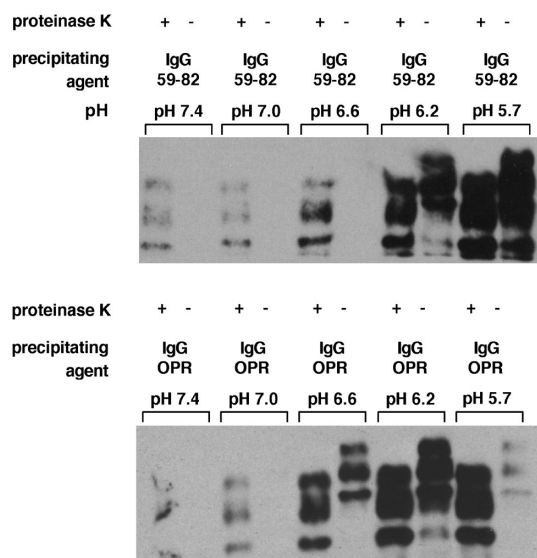 proteinase K + - + - + - + - + -
precipitating IgG IgG IgG IgG IgG
agent 59-82 59-82 59-82 59-82 59-82
pH pH 7.4 pH 7.0 pH 6.6 pH 6.2 pH 5.7
proteinase K + - + - + - + - + -
precipitating IgG IgG IgG IgG IgG
agent OPR OPR OPR OPR OPR
pH 7.4 pH 7.0 pH 6.6 pH 6.2 pH 5.7